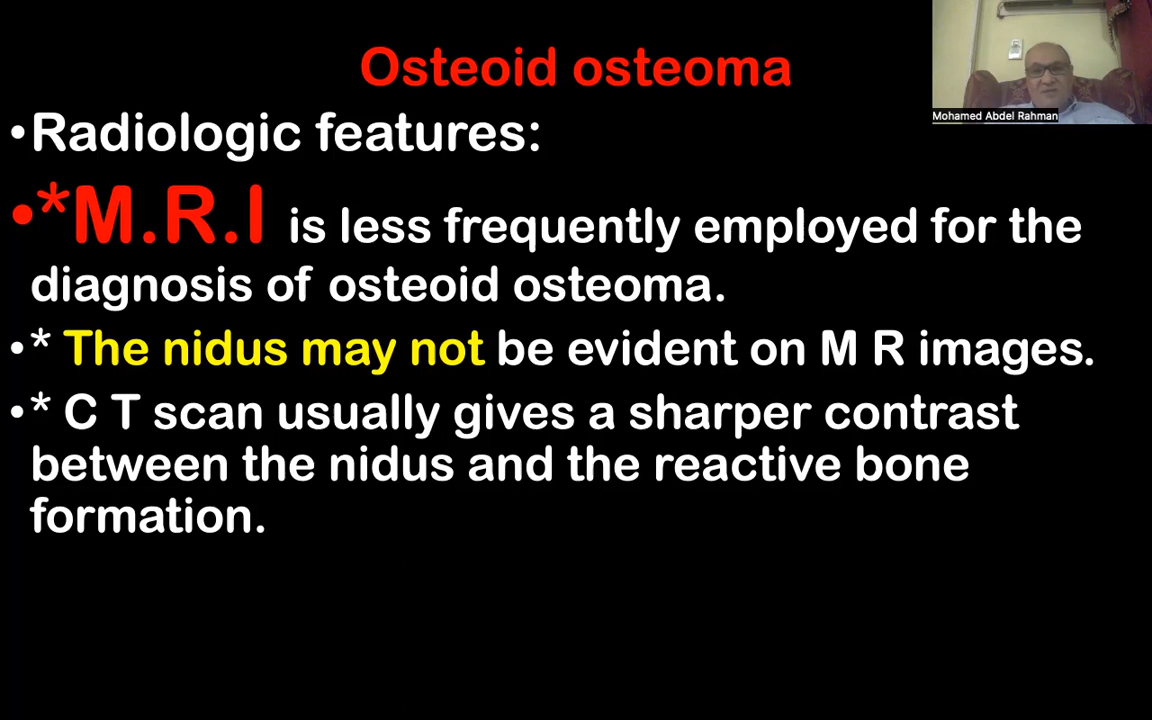 Osteoid osteoma
Mohamed Abdel Rahman
•Radiologic features:
•*M.R.I is less frequently employed for the
diagnosis of osteoid osteoma.
•* The nidus may not be evident on M R images.
•* C T scan usually gives a sharper contrast
between the nidus and the reactive bone
formation.